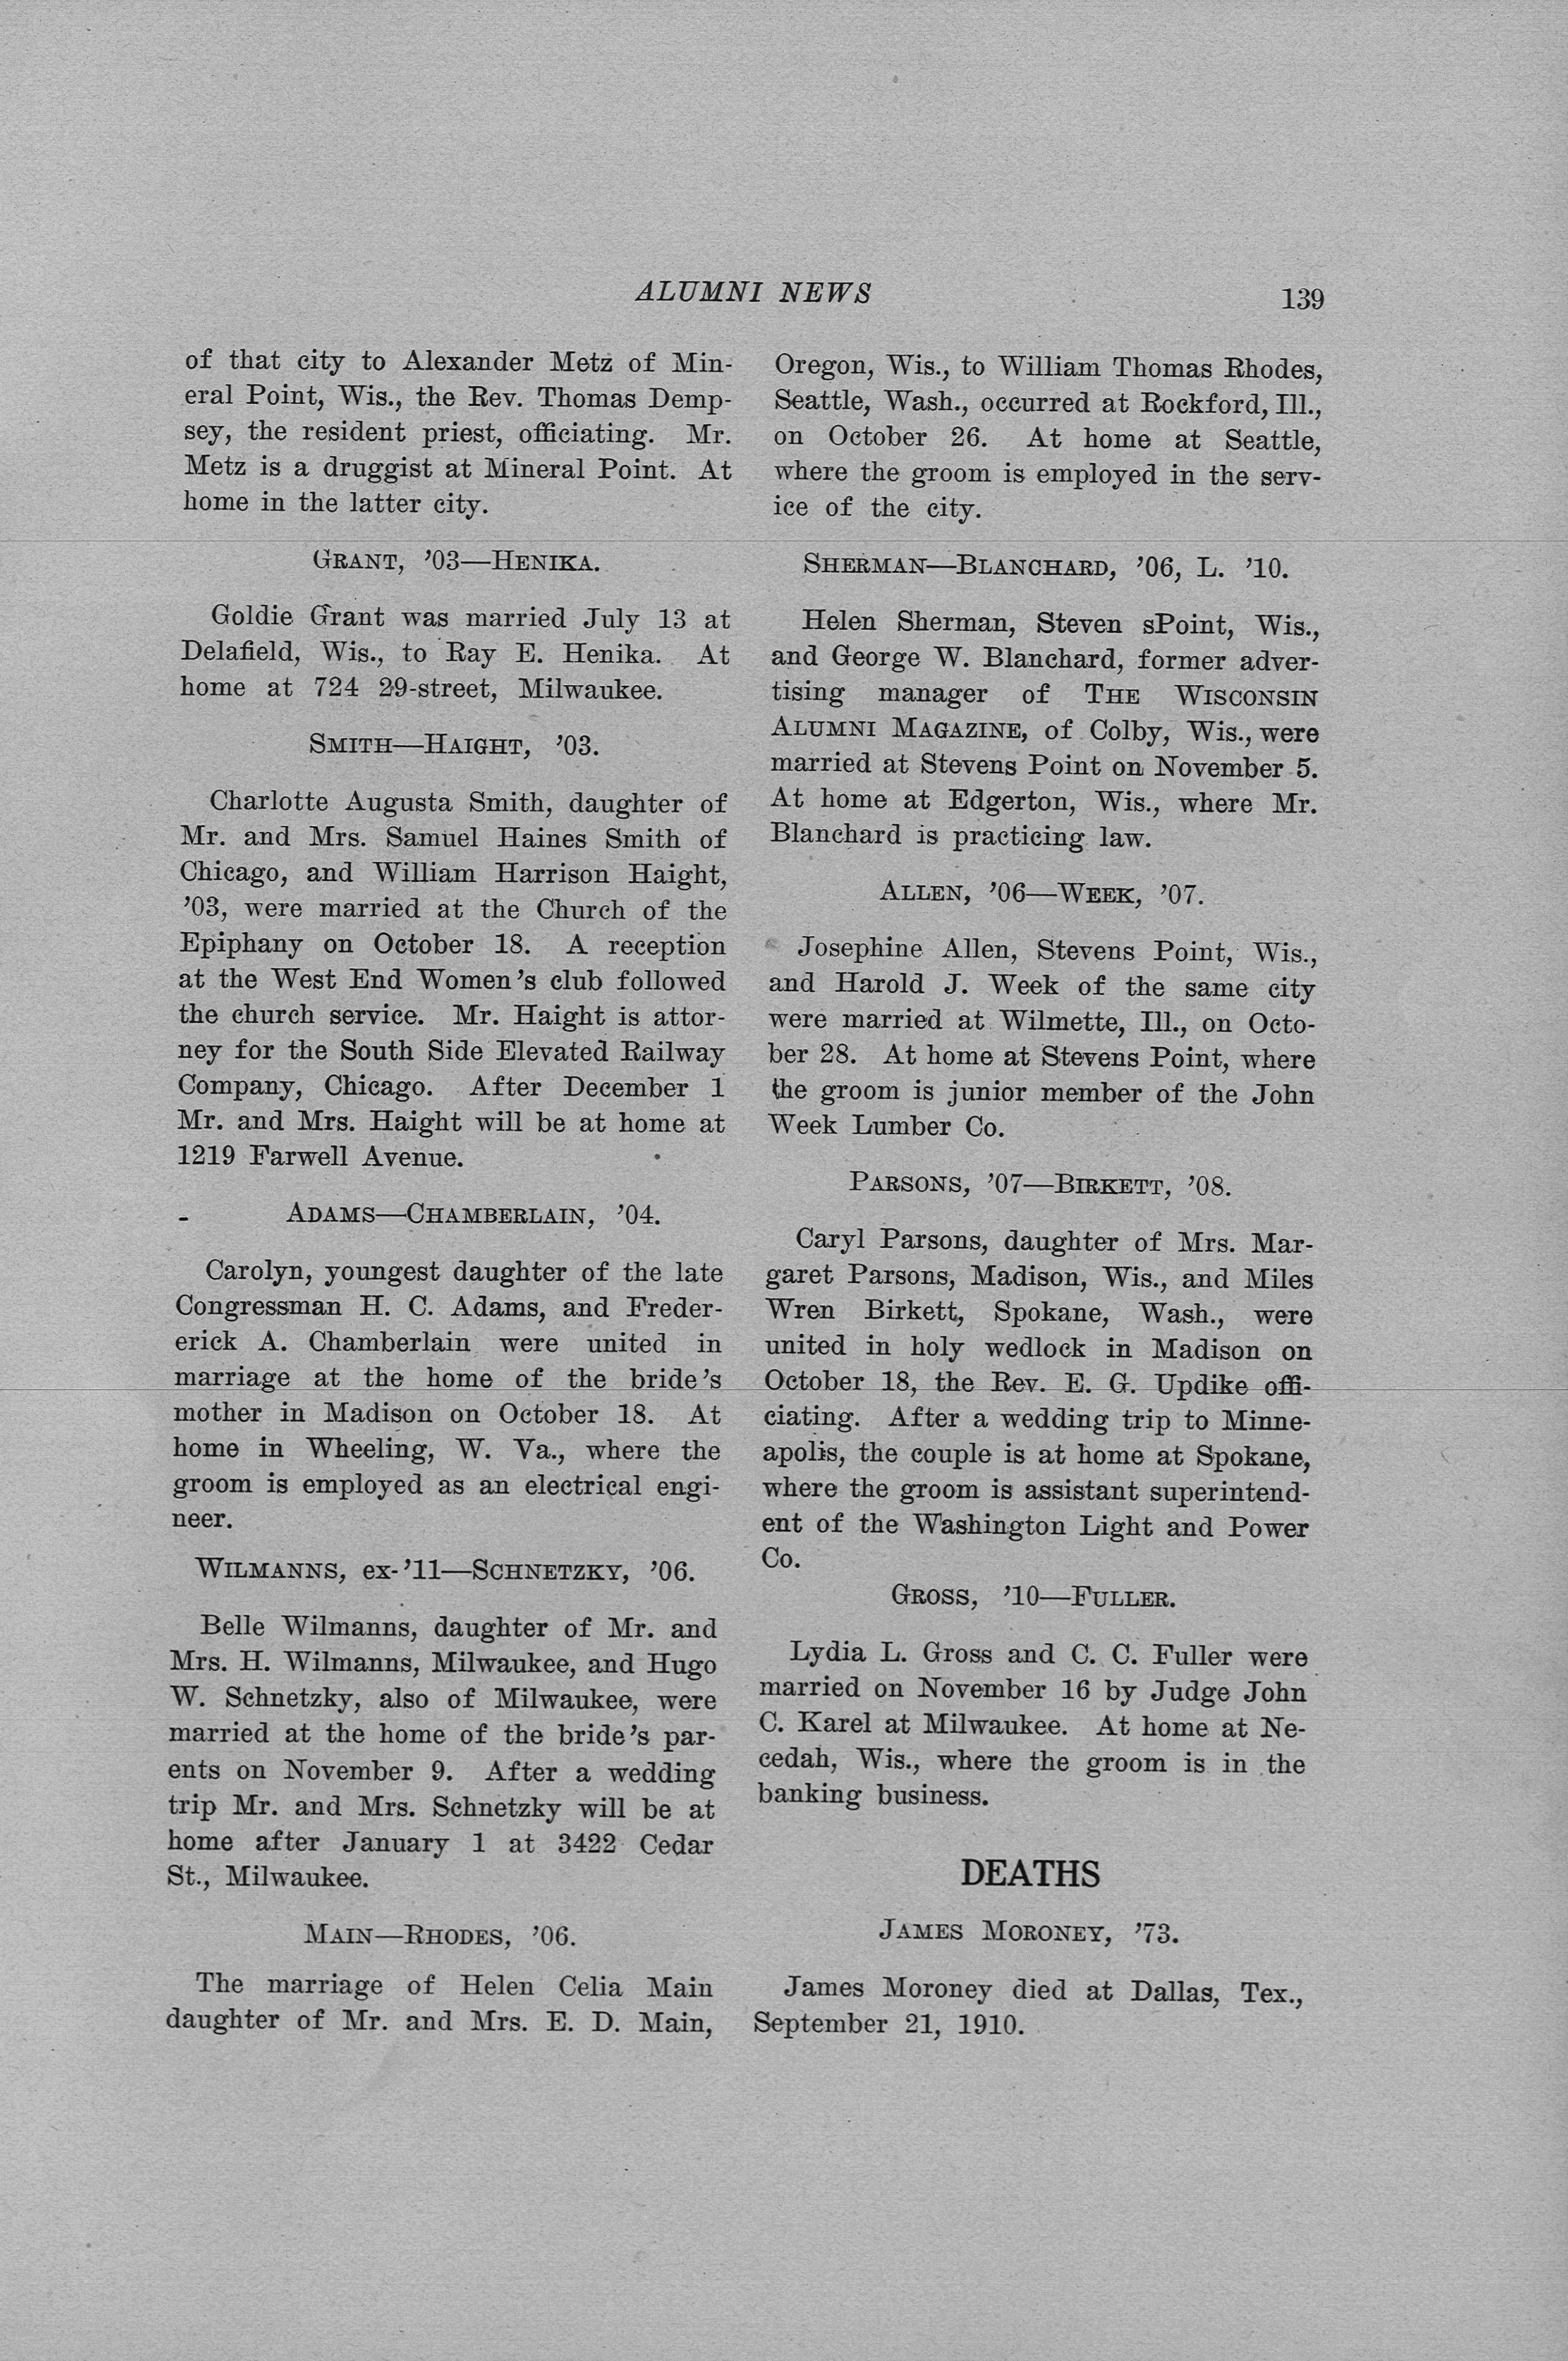 ALUMNI NEWS 139
of that city to Alexander Metz of Min-
eral Point, Wis., the Rev. Thomas Demp-
sey, the resident priest, officiating. Mr.
Metz is a druggist at Mineral Point. At
home in the latter city.
GRANT, '03—HENIKA.
Goldie Grant was married July 13 at
Delafield, Wis., to Ray E. Henika. At
home at 724 29-street, Milwaukee.
SMITH—HAIGHT, '03.
Charlotte Augusta Smith, daughter of
Mr. and Mrs. Samuel Haines Smith of
Chicago, and William Harrison Haight,
'03, were married at the Church of the
Epiphany on October 18. A reception
at the West End Women's club followed
the church service. Mr. Haight is attor-
ney for the South Side Elevated Railway
Company, Chicago. After December 1
Mr. and Mrs. Haight will be at home at
1219 Farwell Avenue.
ADAMS—CHAMBERLAIN, '04.
Carolyn, youngest daughter of the late
Congressman H. C. Adams, and Freder-
erick A. Chamberlain were united in
marriage at the home of the bride's
mother in Madison on October 18. At
home in Wheeling, W. Va., where the
groom is employed as an electrical engi-
neer.
WILMANNS, ex-'11—SCHNETZKY, '06.
Belle Wilmanns, daughter of Mr. and
Mrs. H. Wilmanns, Milwaukee, and Hugo
W. Schnetzky, also of Milwaukee, were
married at the home of the bride's par-
ents on November 9. After a wedding
trip Mr. and Mrs. Schnetzky will be at
home after January 1 at 3422 Cedar
St., Milwaukee.
MAIN—RHODES, '06.
The marriage of Helen Celia Main
daughter of Mr. and Mrs. E. D. Main,
Oregon, Wis., to William Thomas Rhodes,
Seattle, Wash., occurred at Rockford, Ill.,
on October 26. At home at Seattle,
where the groom is employed in the serv-
ice of the city.
SHERMAN—BLANCHARD, '06, L. '10.
Helen Sherman, Steven sPoint, Wis.,
and George W. Blanchard, former adver-
tising manager of THE WISCONSIN
ALUMNI MAGAZINE, of Colby, Wis., were
married at Stevens Point on November 5.
At home at Edgerton, Wis., where Mr.
Blanchard is practicing law.
ALLEN, '06—WEEK, '07.
Josephine Allen, Stevens Point, Wis.,
and Harold J. Week of the same city
were married at Wilmette, Ill., on Octo-
ber 28. At home at Stevens Point, where
the groom is junior member of the John
Week Lumber Co.
PARSONS, '07—BIRKETT, '08.
Caryl Parsons, daughter of Mrs. Mar-
garet Parsons, Madison, Wis., and Miles
Wren Birkett, Spokane, Wash., were
united in holy wedlock in Madison on
October 18, the Rev. E. G. Updike offi-
ciating. After a wedding trip to Minne-
apolis, the couple is at home at Spokane,
where the groom is assistant superintend-
ent of the Washington Light and Power
Co.
GROSS, '10—FULLER.
Lydia L. Gross and C. C. Fuller were
married on November 16 by Judge John
C. Karel at Milwaukee. At home at Ne-
cedah, Wis., where the groom is in the
banking business.
DEATHS
JAMES MORONEY, '73.
James Moroney died at Dallas, Tex.,
September 21, 1910.